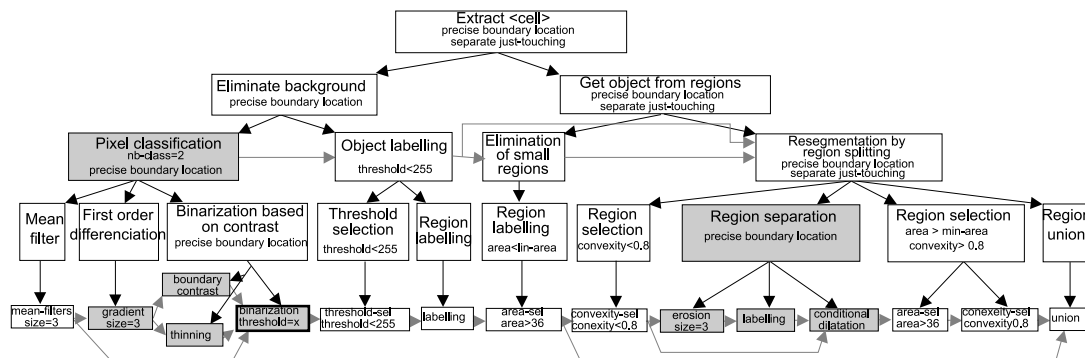 Extract <cell>
precise boundary location
separate just-touching
Eliminate background
precise boundary location
Get object from regions
precise boundary location
separate just-touching
Pixel classification
nb-class=2
precise boundary location
Object labelling
threshold<255
Elimination
of small
regions
Resegmentation by
region splitting
precise boundary location
separate just-touching
Mean
filter
First order
differenciation
Binarization based
on contrast
precise boundary location
Threshold
selection
threshold<255
Region
labelling
Region
labelling
area<lin-area
Region
selection
convexity<0.8
Region separation
precise boundary location
Region selection
area > min-area
convexity> 0.8
Region
union
mean-filters
size=3
gradient
size=3
boundary
contrast
thinning
binarization
threshold=x
threshold-sel
threshold<255
labelling
area-sel
area>36
convexity-sel
conexity<0.8
erosion
size=3
labelling
conditional
dilatation
area-sel
area>36
conexity-sel
convexity0.8
union